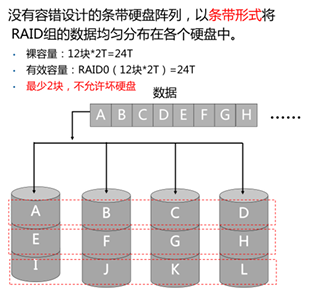 没有容错设计的条带硬盘阵列，以条带形式将
RAID组的数据均匀分布在各个硬盘中。
• 裸容量：12块*2T=24T
• 有效容量：RAID0（12块*2T）=24T
• 最少2块，不允许坏硬盘
数据
A B C D E F G H ……
A B C D
E F G H
I J K L